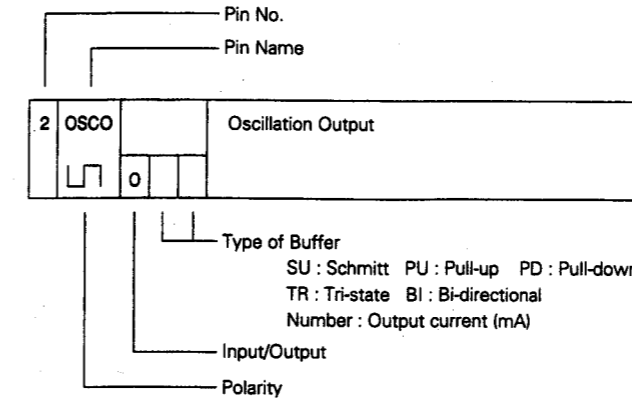 Pin No.
Pin Name
2 OSCO Oscillation Output
O
Type of Buffer
SU : Schmitt PU : Pull-up PD : Pull-down
TR : Tri-state BI : Bi-directional
Number : Output current (mA)
Input/Output
Polarity